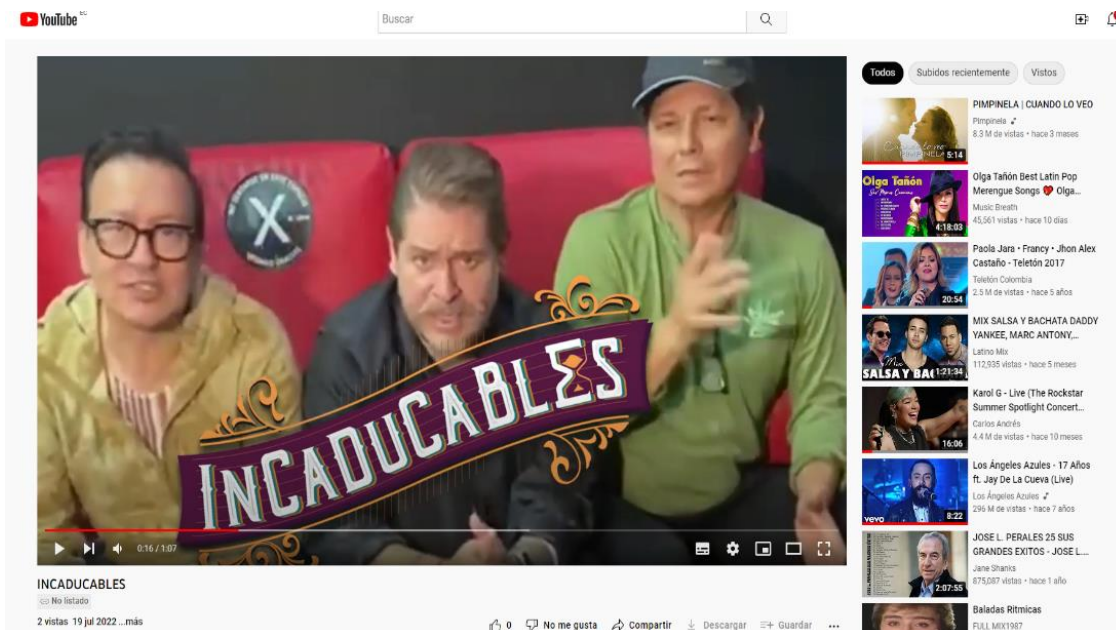 YouTube EC
Buscar
X
INCADUCABLES
0:16 / 1:07
INCADUCABLES
No listado
2 vistas 19 jul 2022 ...más
0
No me gusta
Compartir
Descargar
Guardar
Todos
Subidos recientemente
Vistos
PIMPINELA
5:14
PIMPINELA | CUANDO LO VEO
Pimpinela
8.3 M de vistas • hace 3 meses
Olga Tañón
4:18:03
Olga Tañón Best Latin Pop
Merengue Songs Olga...
Music Breath
45,561 vistas • hace 10 días
20:54
Paola Jara • Francy • Jhon Alex
Castaño - Teletón 2017
Teletón Colombia
2.5 M de vistas • hace 5 años
Mix
SALSA Y BA
1:21:34
MIX SALSA Y BACHATA DADDY
YANKEE, MARC ANTONY,...
Latino Mix
112,935 vistas • hace 5 meses
16:06
Karol G - Live (The Rockstar
Summer Spotlight Concert...
Carlos Andrés
4.4 M de vistas • hace 10 meses
vevo
8:22
Los Ángeles Azules - 17 Años
ft. Jay De La Cueva (Live)
Los Ángeles Azules
296 M de vistas • hace 7 años
2:07:55
JOSE L. PERALES 25 SUS
GRANDES EXITOS - JOSE L....
Jane Shanks
875,087 vistas • hace 1 año
Baladas Ritmicas
FULL MIX1987